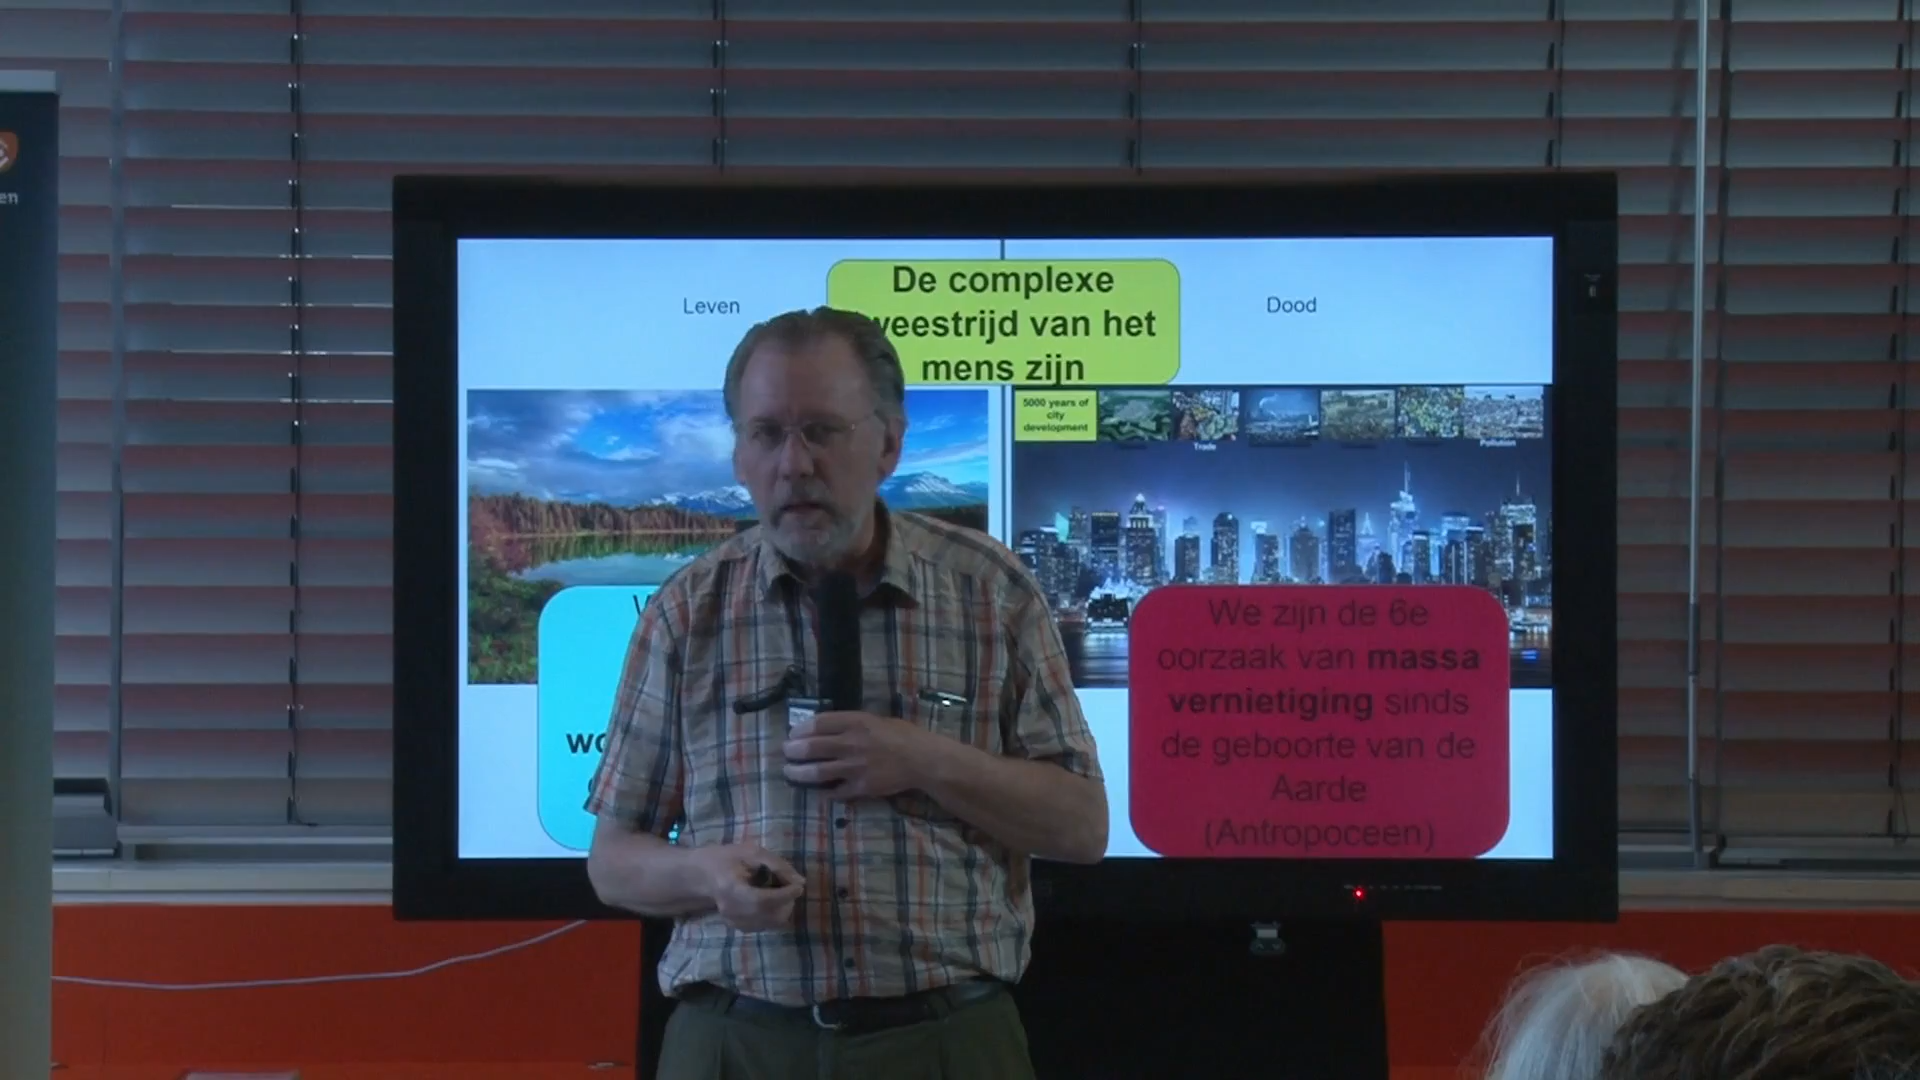 en
Leven
De complexe
weestrijd van het
mens zijn
Dood
5000 years of
city
development
Trade
Pollution
We zijn de 6e
oorzaak van massa
vernietiging sinds
de geboorte van de
Aarde
(Antropoceen)